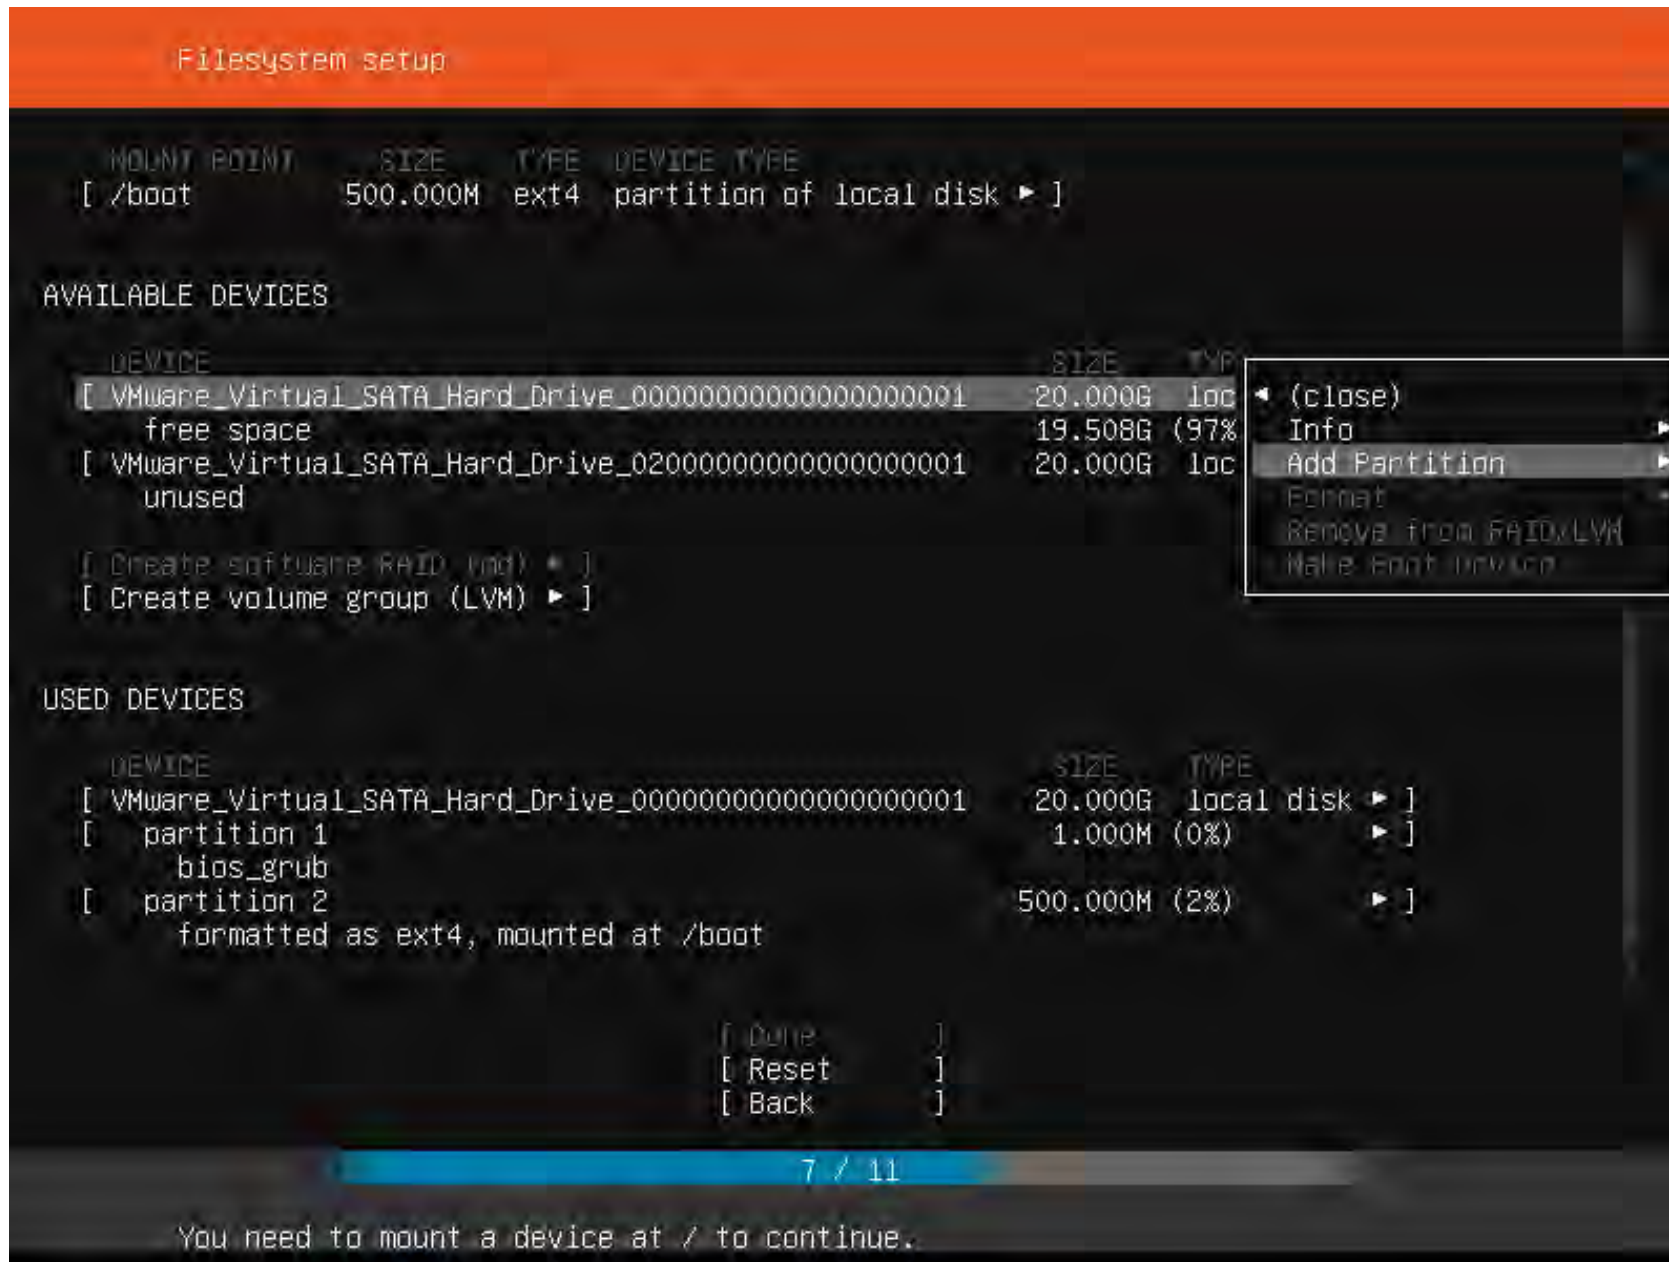 Filesystem setup
MOUNT POINT SIZE TYPE DEVICE TYPE
[ /boot 500.000M ext4 partition of local disk ► ]
AVAILABLE DEVICES
DEVICE SIZE TYP
[ VMware_Virtual_SATA_Hard_Drive_00000000000000000001 20.000G loc ◄ (close)
free space 19.508G (97% Info ►
[ VMware_Virtual_SATA_Hard_Drive_02000000000000000001 20.000G loc Add Partition ►
unused Format
Remove from RAID/LVM
[ Create software RAID (md) ► ] Make Boot Device
[ Create volume group (LVM) ► ]
USED DEVICES
DEVICE SIZE TYPE
[ VMware_Virtual_SATA_Hard_Drive_00000000000000000001 20.000G local disk ► ]
[ partition 1 1.000M (0%) ► ]
bios_grub
[ partition 2 500.000M (2%) ► ]
formatted as ext4, mounted at /boot
[ Done ]
[ Reset ]
[ Back ]
7 / 11
You need to mount a device at / to continue.